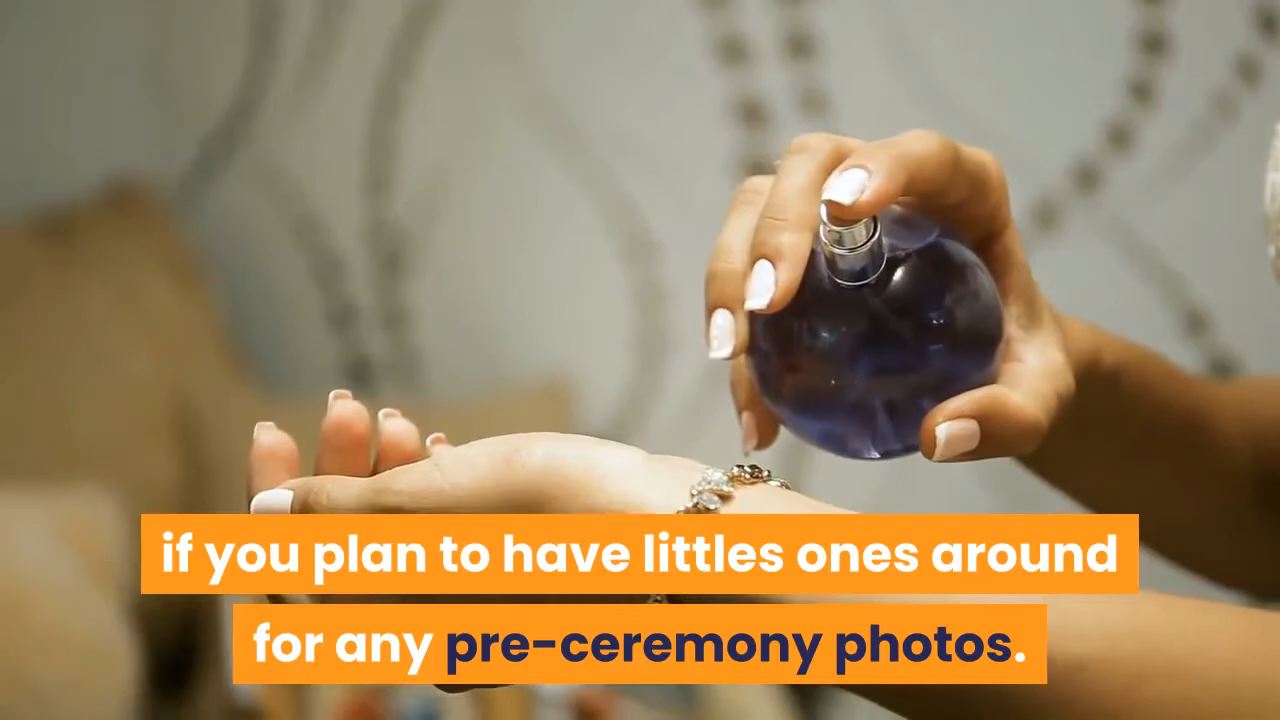 if you plan to have littles ones around
for any pre-ceremony photos.